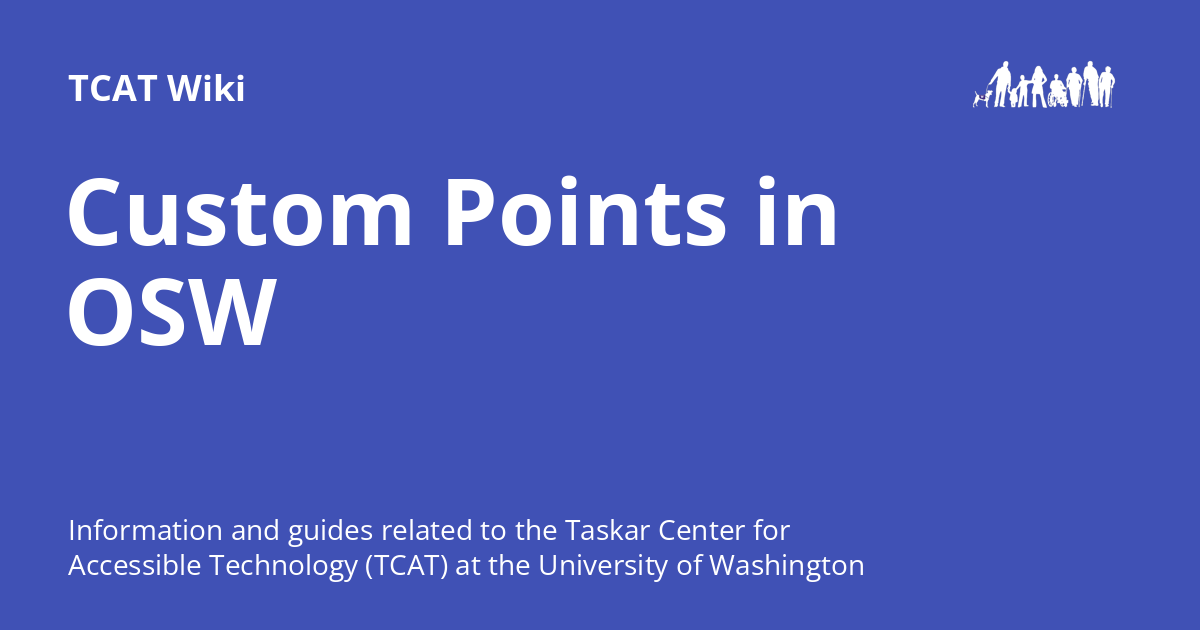 TCAT Wiki
Custom Points in
OSW
Information and guides related to the Taskar Center for
Accessible Technology (TCAT) at the University of Washington